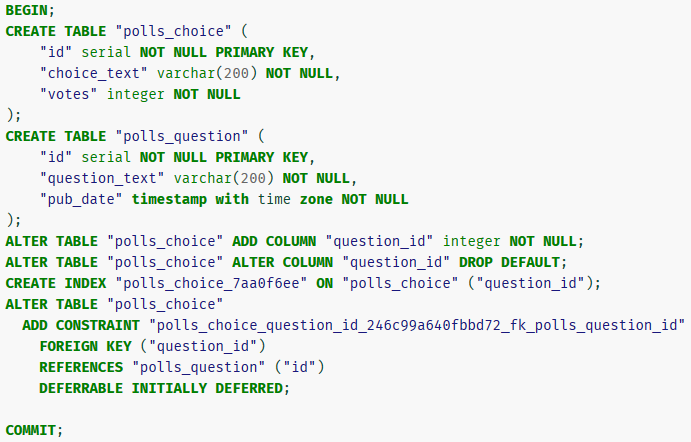 BEGIN;
CREATE TABLE "polls_choice" (
    "id" serial NOT NULL PRIMARY KEY,
    "choice_text" varchar(200) NOT NULL,
    "votes" integer NOT NULL
);
CREATE TABLE "polls_question" (
    "id" serial NOT NULL PRIMARY KEY,
    "question_text" varchar(200) NOT NULL,
    "pub_date" timestamp with time zone NOT NULL
);
ALTER TABLE "polls_choice" ADD COLUMN "question_id" integer NOT NULL;
ALTER TABLE "polls_choice" ALTER COLUMN "question_id" DROP DEFAULT;
CREATE INDEX "polls_choice_7aa0f6ee" ON "polls_choice" ("question_id");
ALTER TABLE "polls_choice"
  ADD CONSTRAINT "polls_choice_question_id_246c99a640fbbd72_fk_polls_question_id"
    FOREIGN KEY ("question_id")
    REFERENCES "polls_question" ("id")
    DEFERRABLE INITIALLY DEFERRED;

COMMIT;